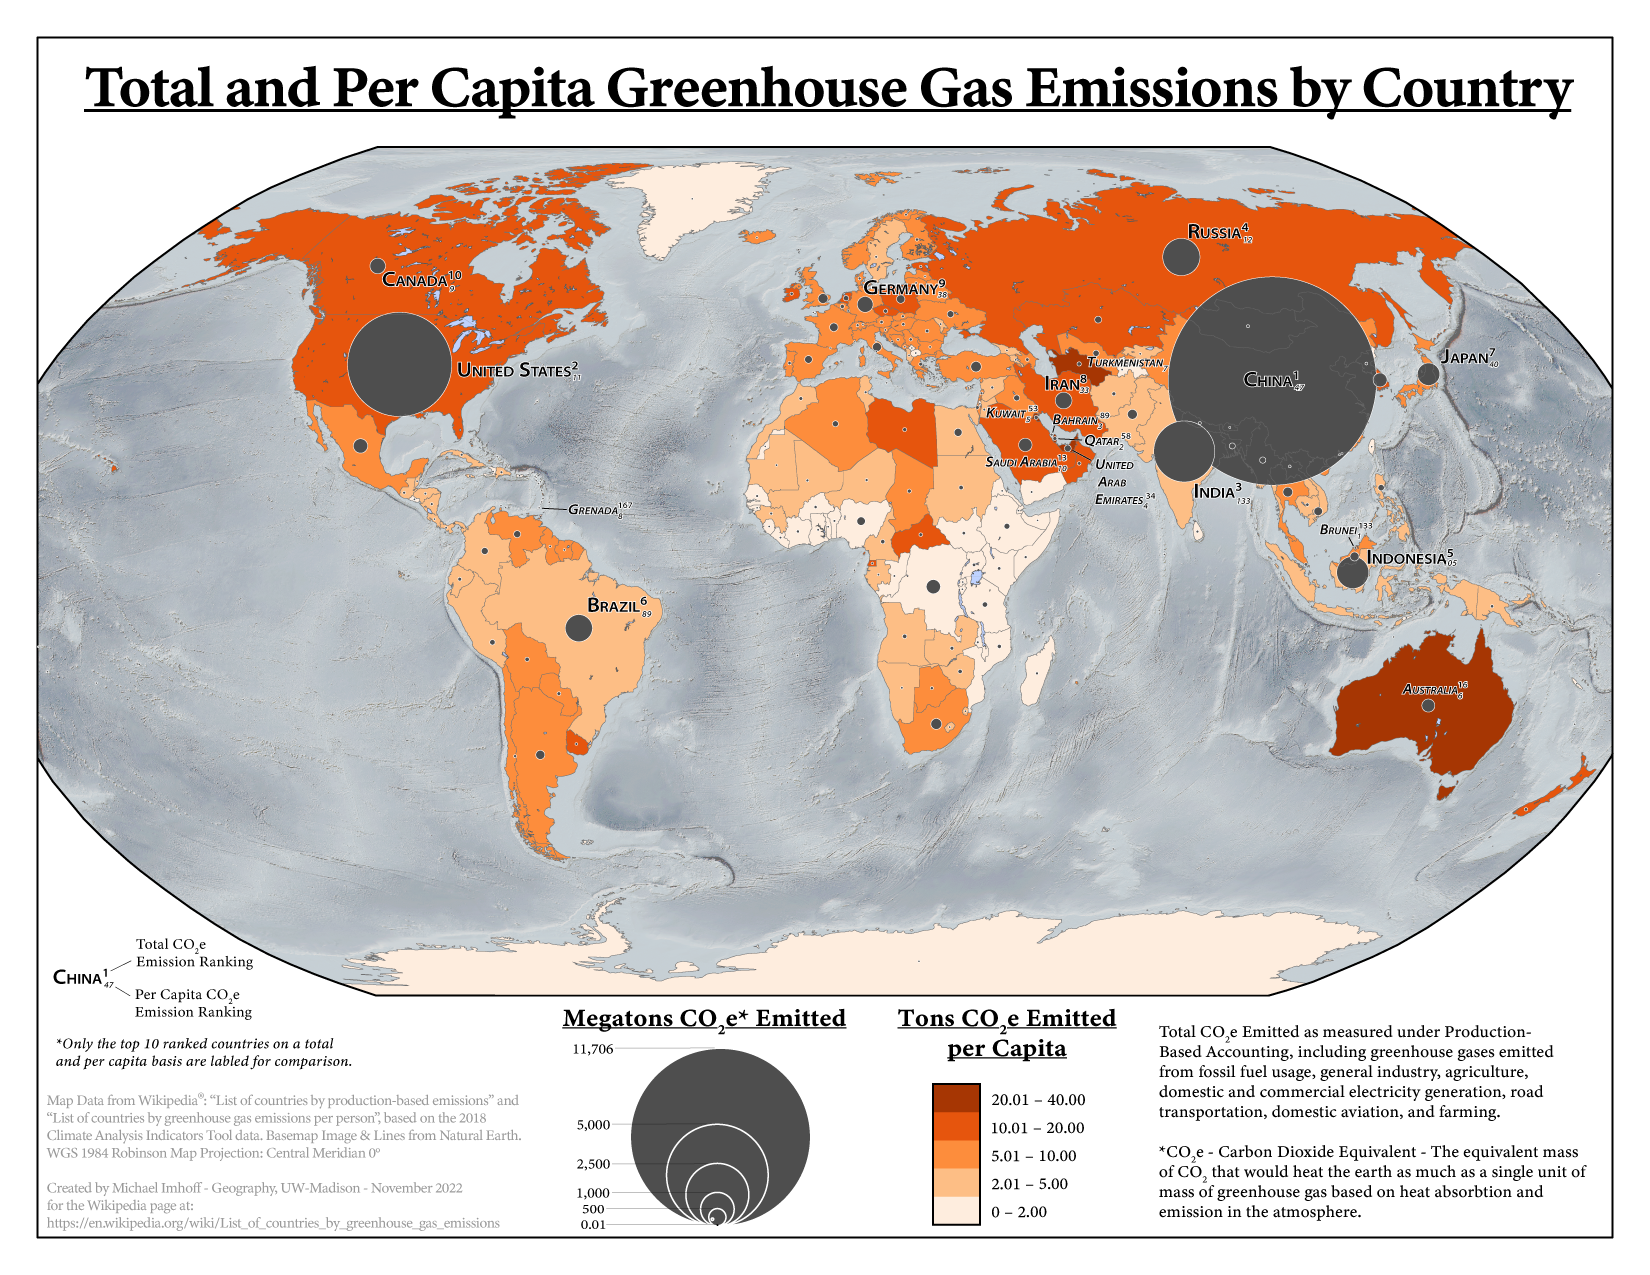 Total and Per Capita Greenhouse Gas Emissions by Country
Russia 4 12
Canada 10 9
Germany 9 38
United States 2 11
Japan 7 40
Turkmenistan 7
China 1 47
Iran 8 33
Kuwait 53 5
Bahrain 89 3
Qatar 58 2
Saudi Arabia 13 10
United
Arab
Emirates 34 4
India 3 133
Grenada 167 8
Brunei 133 1
Indonesia 5 05
Brazil 6 89
Australia 16 6
Total CO2e
Emission Ranking
China 1 47
Per Capita CO2e
Emission Ranking
*Only the top 10 ranked countries on a total
and per capita basis are labled for comparison.
Map Data from Wikipedia®: “List of countries by production-based emissions” and
“List of countries by greenhouse gas emissions per person”, based on the 2018
Climate Analysis Indicators Tool data. Basemap Image & Lines from Natural Earth.
WGS 1984 Robinson Map Projection: Central Meridian 0°
Created by Michael Imhoff - Geography, UW-Madison - November 2022
for the Wikipedia page at:
https://en.wikipedia.org/wiki/List_of_countries_by_greenhouse_gas_emissions
Megatons CO2e* Emitted
11,706
5,000
2,500
1,000
500
0.01
Tons CO2e Emitted
per Capita
20.01 – 40.00
10.01 – 20.00
5.01 – 10.00
2.01 – 5.00
0 – 2.00
Total CO2e Emitted as measured under Production-
Based Accounting, including greenhouse gases emitted
from fossil fuel usage, general industry, agriculture,
domestic and commercial electricity generation, road
transportation, domestic aviation, and farming.
*CO2e - Carbon Dioxide Equivalent - The equivalent mass
of CO2 that would heat the earth as much as a single unit of
mass of greenhouse gas based on heat absorbtion and
emission in the atmosphere.